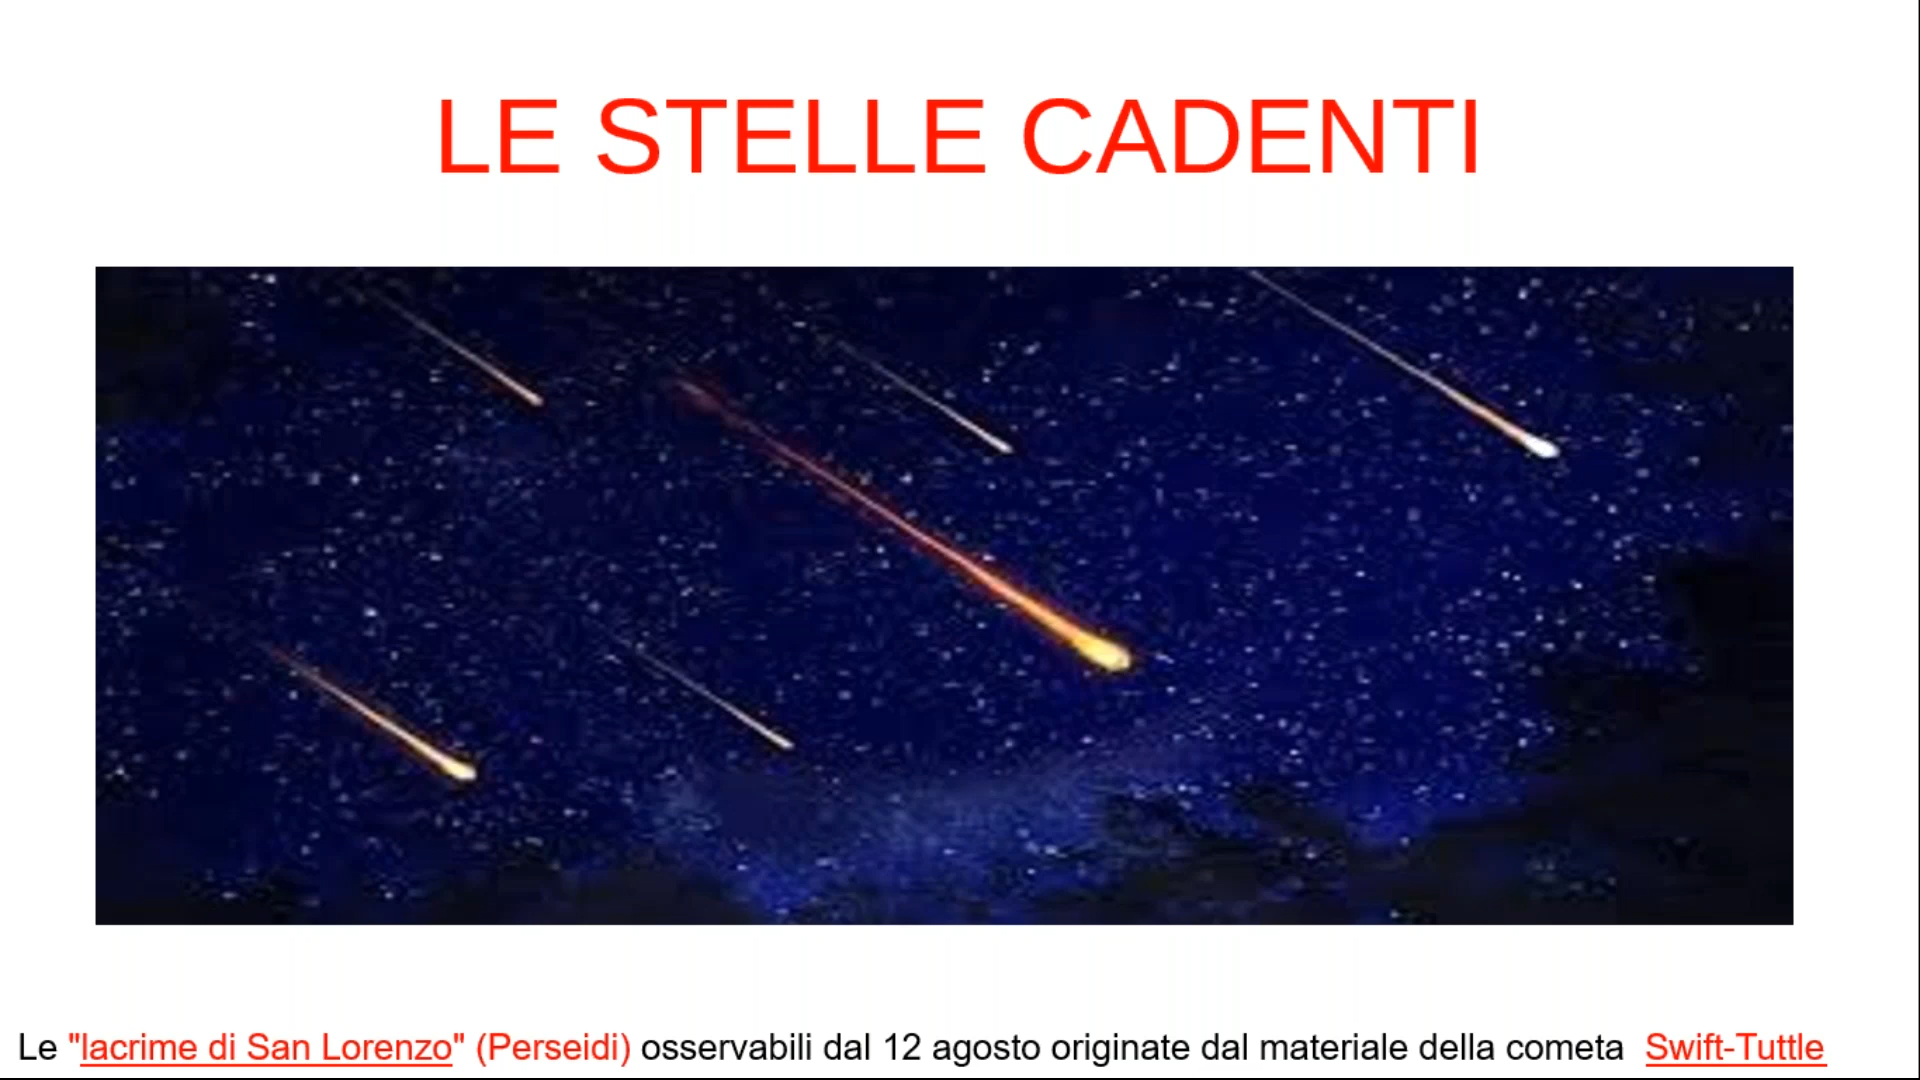 LE STELLE CADENTI
Le "lacrime di San Lorenzo" (Perseidi) osservabili dal 12 agosto originate dal materiale della cometa Swift-Tuttle